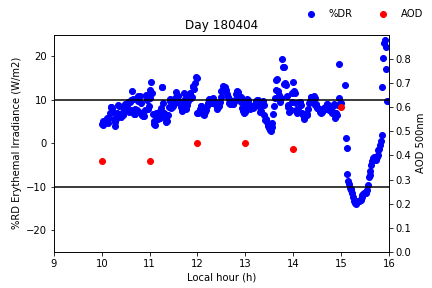 %DR AOD
Day 180404
%RD Erythemal Irradiance (W/m2)
20
10
0
−10
−20
0.8
0.7
0.6
0.5
0.4
0.3
0.2
0.1
0.0
AOD 500nm
9 10 11 12 13 14 15 16
Local hour (h)